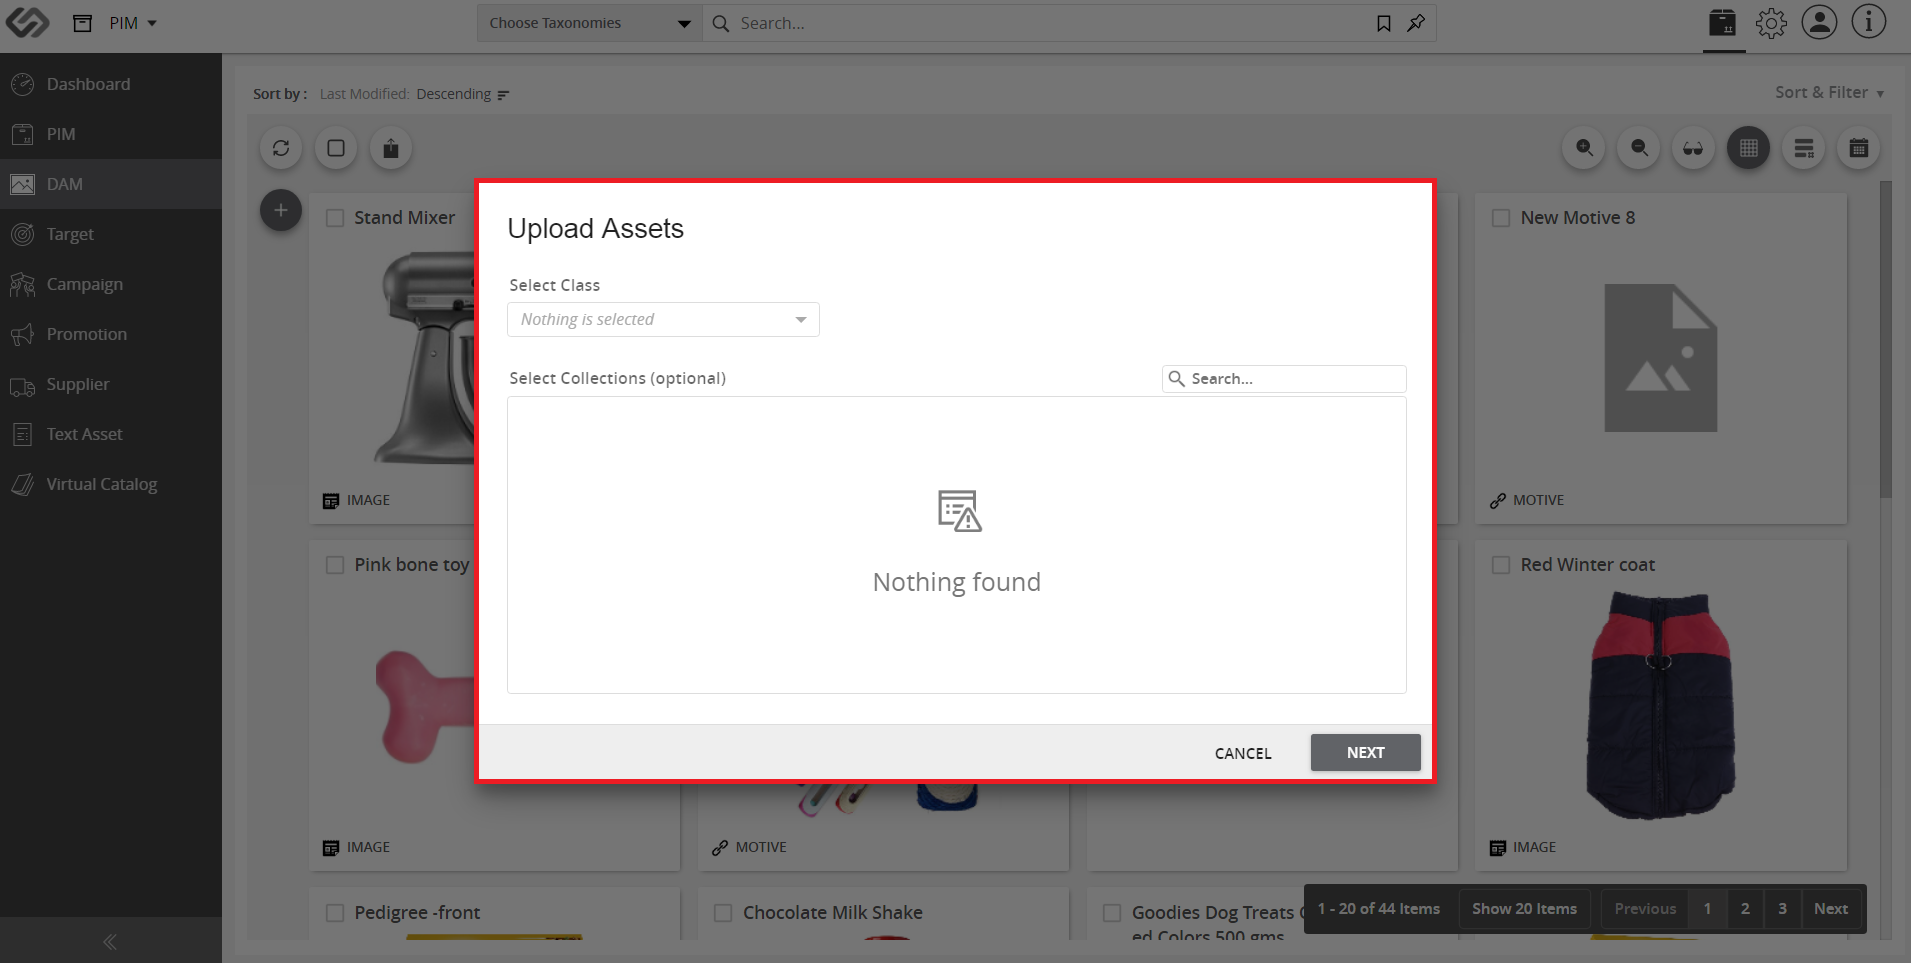 PIM
Choose Taxonomies
Search...
Dashboard
PIM
DAM
Target
Campaign
Promotion
Supplier
Text Asset
Virtual Catalog
Sort by : Last Modified: Descending
Sort & Filter
Stand Mixer
IMAGE
New Motive 8
MOTIVE
Upload Assets
Select Class
Nothing is selected
Select Collections (optional)
Search...
Nothing found
CANCEL
NEXT
Pink bone toy
IMAGE
MOTIVE
Red Winter coat
IMAGE
Pedigree -front
Chocolate Milk Shake
Goodies Dog Treats
ed Colors 500 gms
1 - 20 of 44 Items
Show 20 Items
Previous 1 2 3 Next